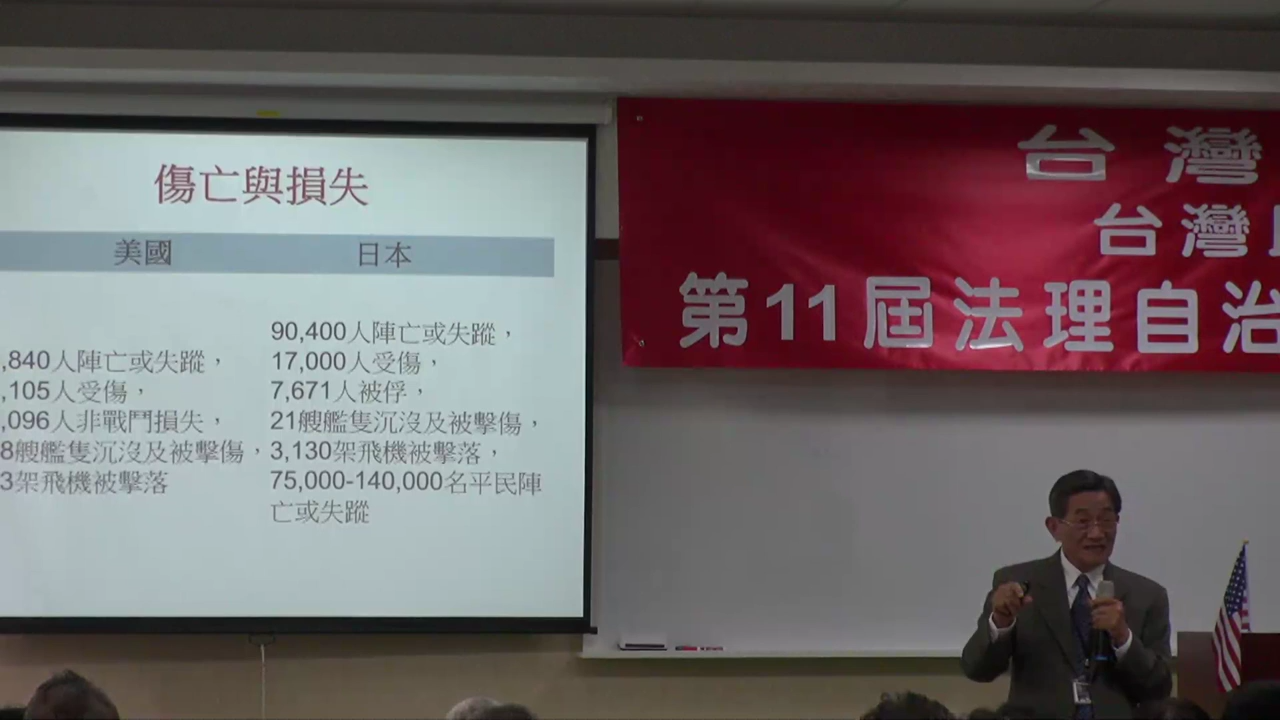 傷亡與損失
美國 日本
90,400人陣亡或失蹤，
,840人陣亡或失蹤， 17,000人受傷，
,105人受傷， 7,671人被俘，
,096人非戰鬥損失， 21艘艦隻沉沒及被擊傷，
8艘艦隻沉沒及被擊傷， 3,130架飛機被擊落，
3架飛機被擊落 75,000-140,000名平民陣
亡或失蹤
台灣
台灣
第11屆法理自治